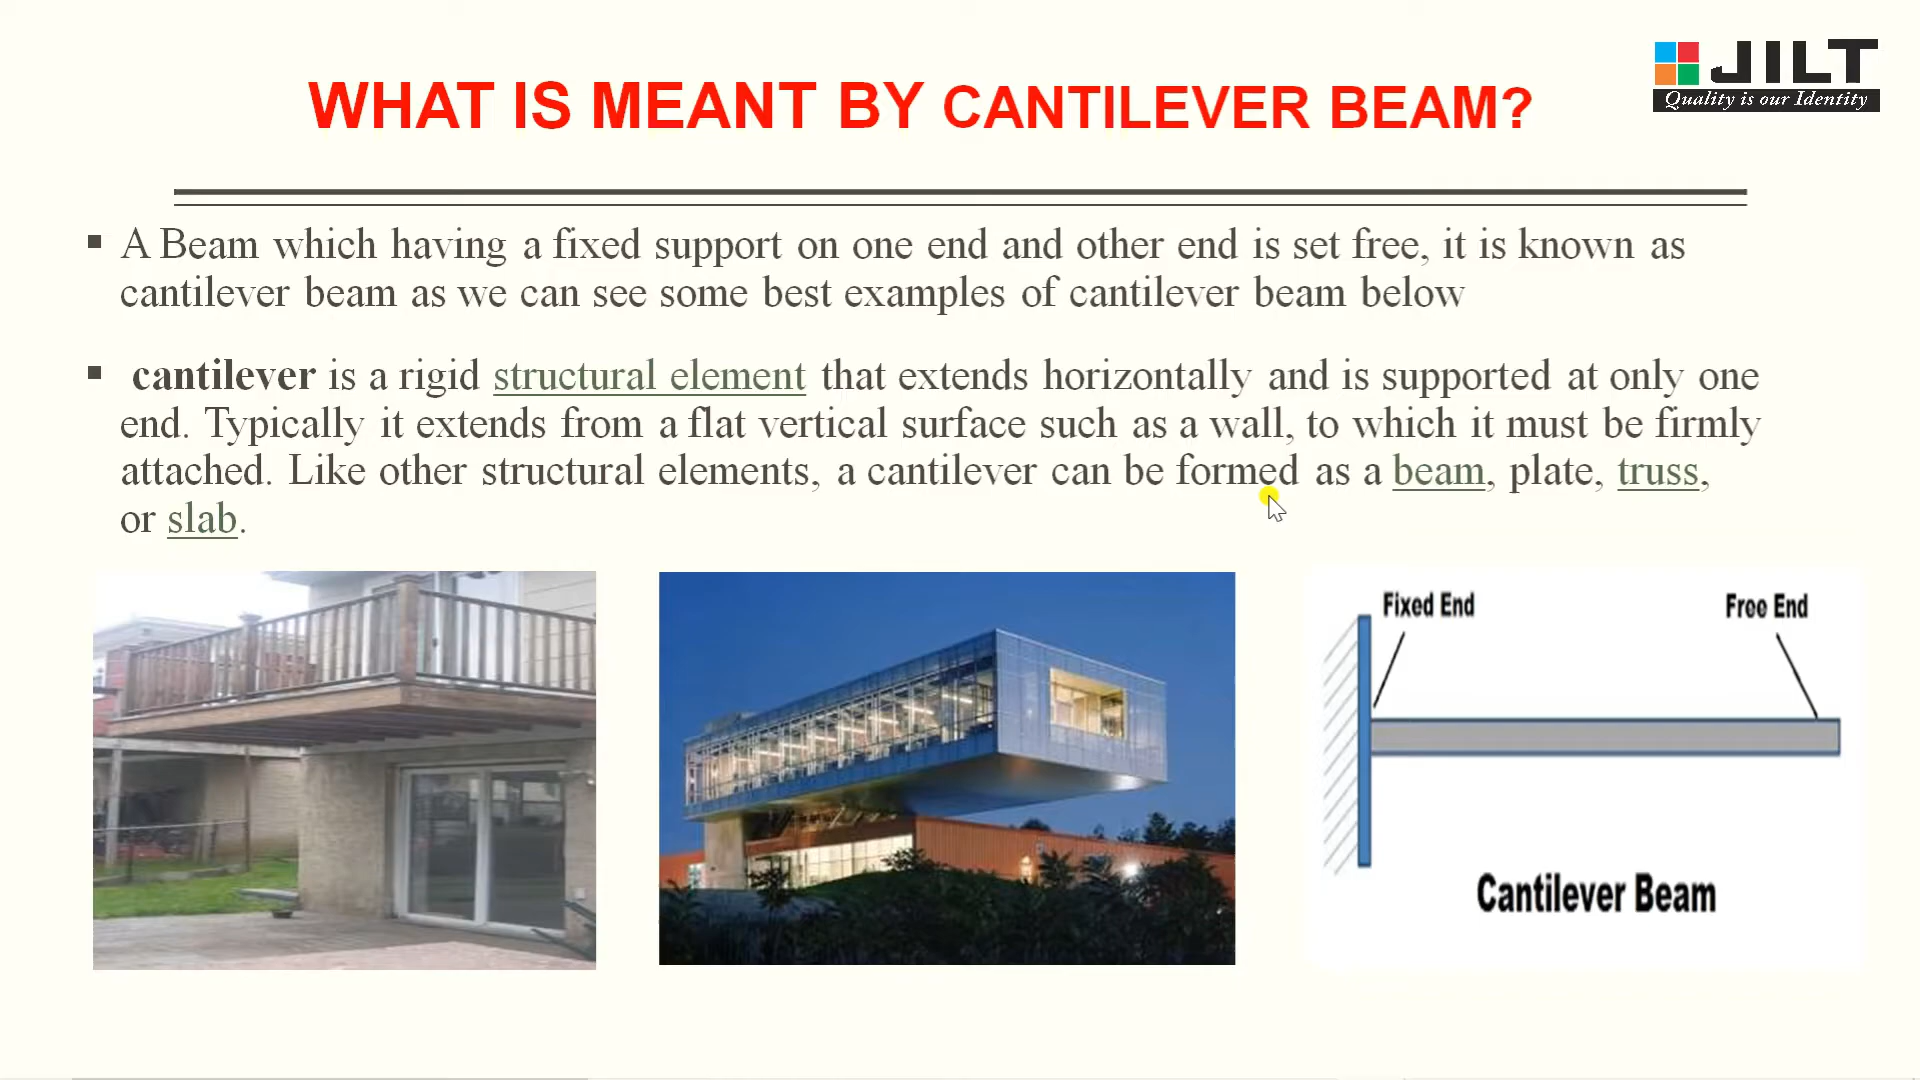 WHAT IS MEANT BY CANTILEVER BEAM?
JILT
Quality is our Identity
▪ A Beam which having a fixed support on one end and other end is set free, it is known as
cantilever beam as we can see some best examples of cantilever beam below
▪ cantilever is a rigid structural element that extends horizontally and is supported at only one
end. Typically it extends from a flat vertical surface such as a wall, to which it must be firmly
attached. Like other structural elements, a cantilever can be formed as a beam, plate, truss,
or slab.
Fixed End
Free End
Cantilever Beam